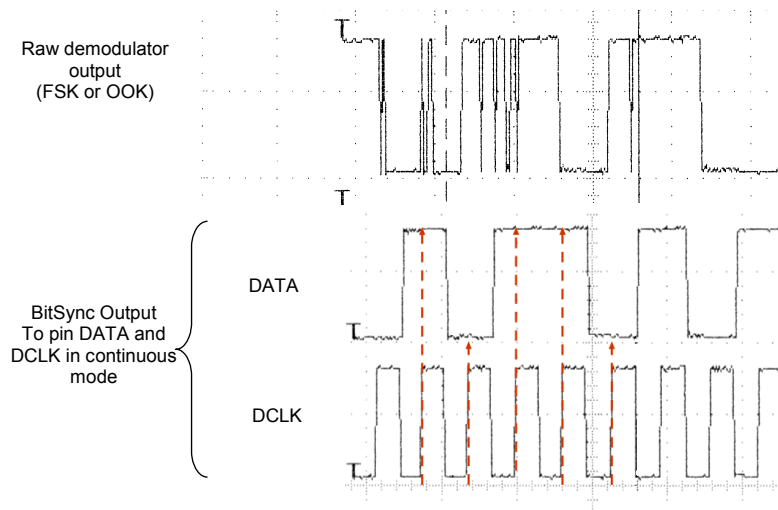 Raw demodulator
output
(FSK or OOK)
DATA
BitSync Output
To pin DATA and
DCLK in continuous
mode
DCLK